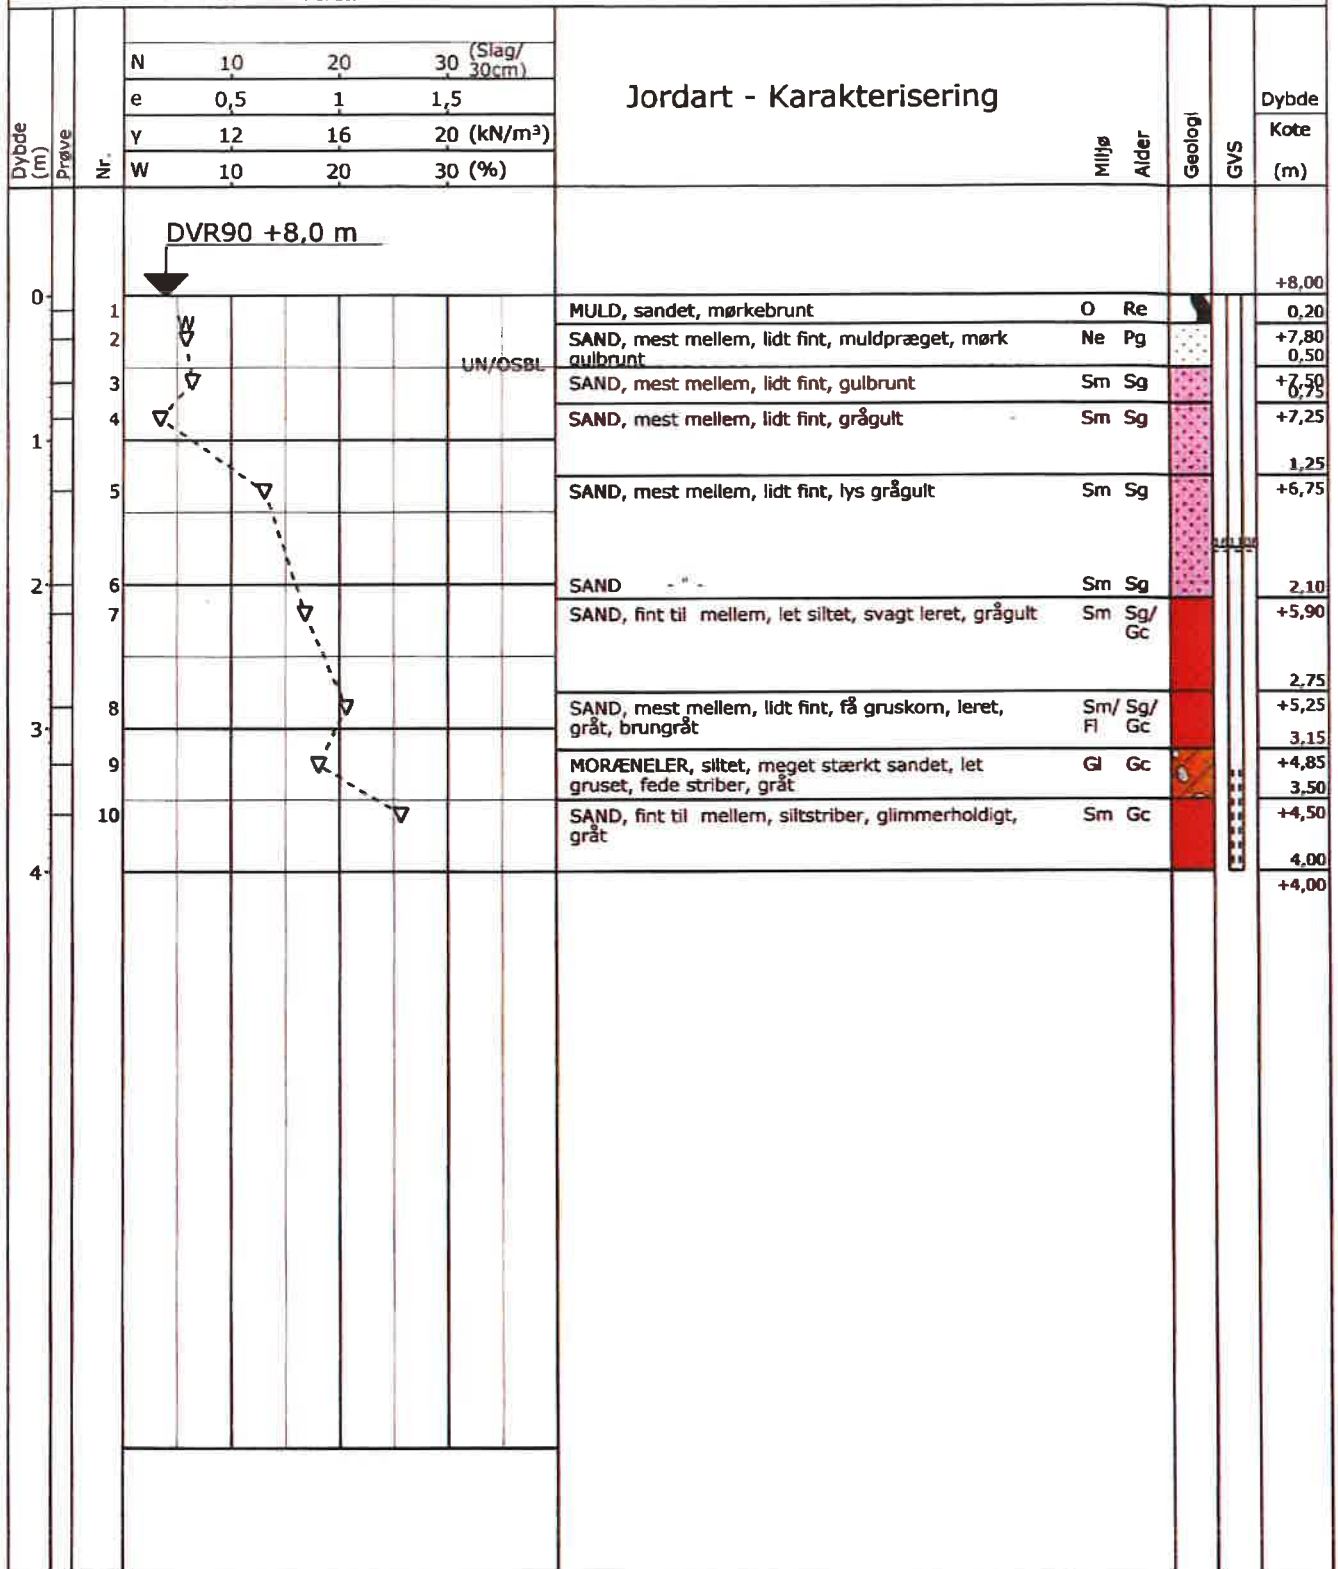 N 10 20 30 (Slag/
30cm)
e 0,5 1 1,5
γ 12 16 20 (kN/m³)
W 10 20 30 (%)
Dybde
(m)
Prøve
Nr.
Jordart - Karakterisering
Miljø
Alder
Geologi
GVS
Dybde
Kote
(m)
DVR90 +8,0 m
+8,00
0
1 MULD, sandet, mørkebrunt O Re 0,20
W
2 SAND, mest mellem, lidt fint, muldpræget, mørk Ne Pg +7,80
gulbrunt 0,50
UN/OSBL
3 SAND, mest mellem, lidt fint, gulbrunt Sm Sg +7,50
0,75
4 SAND, mest mellem, lidt fint, grågult Sm Sg +7,25
1
1,25
5 SAND, mest mellem, lidt fint, lys grågult Sm Sg +6,75
2 6 SAND - " - Sm Sg 2,10
7 SAND, fint til mellem, let siltet, svagt leret, grågult Sm Sg/ +5,90
Gc
2,75
8 SAND, mest mellem, lidt fint, få gruskorn, leret, Sm/ Sg/ +5,25
3 gråt, brungråt Fl Gc 3,15
9 MORÆNELER, siltet, meget stærkt sandet, let Gl Gc +4,85
gruset, fede striber, gråt 3,50
10 SAND, fint til mellem, siltstriber, glimmerholdigt, Sm Gc +4,50
gråt
4 4,00
+4,00